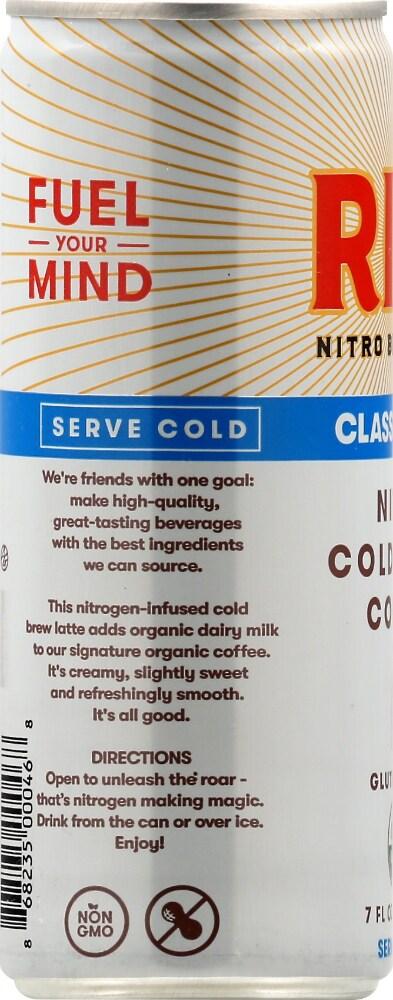 FUEL
YOUR
MIND
NITRO
SERVE COLD
We're friends with one goal:
make high-quality,
great-tasting beverages
with the best ingredients
we can source.
This nitrogen-infused cold
brew latte adds organic dairy milk
to our signature organic coffee.
It's creamy, slightly sweet
and refreshingly smooth.
It's all good.
DIRECTIONS
Open to unleash the roar -
that's nitrogen making magic.
Drink from the can or over ice.
Enjoy!
NON
GMO
8 68235 00046 8
COLD
7 FL